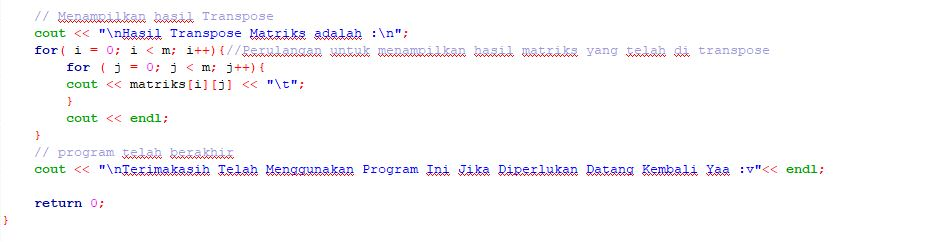 // Menampilkan hasil Transpose
cout << "\nHasil Transpose Matriks adalah :\n";
for( i = 0; i < m; i++){//Perulangan untuk menampilkan hasil matriks yang telah di transpose
for ( j = 0; j < m; j++){
cout << matriks[i][j] << "\t";
}
cout << endl;
}
// program telah berakhir
cout << "\nTerimakasih Telah Menggunakan Program Ini Jika Diperlukan Datang Kembali Yaa :v"<< endl;
return 0;
}